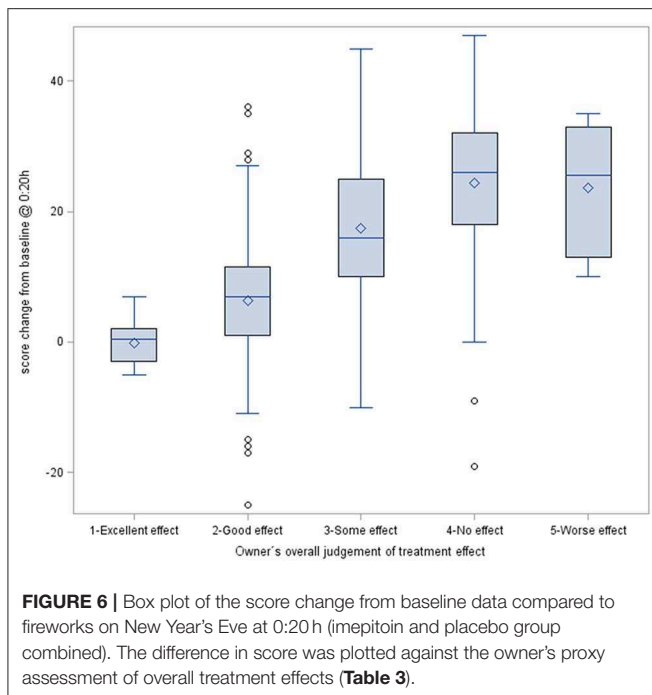 40
20
0
-20
score change from baseline @ 0:20h
1-Excellent effect 2-Good effect 3-Some effect 4-No effect 5-Worse effect
Owner´s overall judgement of treatment effect
FIGURE 6 | Box plot of the score change from baseline data compared to
fireworks on New Year’s Eve at 0:20 h (imepitoin and placebo group
combined). The difference in score was plotted against the owner’s proxy
assessment of overall treatment effects (Table 3).